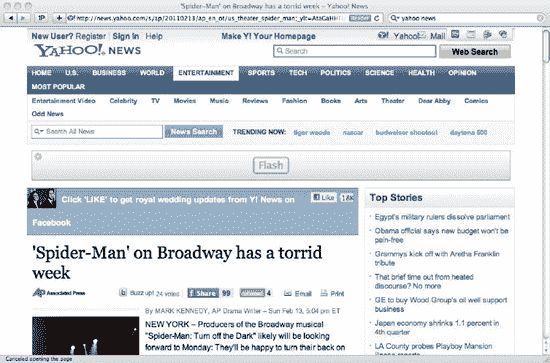 'Spider-Man' on Broadway has a torrid week – Yahoo! News
http://news.yahoo.com/s/ap/20110213/ap_en_ot/us_theater_spider_man;
reader
yahoo news
New User? Register Sign In Help
Make Y! Your Homepage
Yahoo! Mail
YAHOO! NEWS
Search
Web Search
HOME U.S. BUSINESS WORLD ENTERTAINMENT SPORTS TECH POLITICS SCIENCE HEALTH OPINION
MOST POPULAR
Entertainment Video Celebrity TV Movies Music Reviews Fashion Books Arts Theater Dear Abby Comics
Odd News
Search All News
News Search
TRENDING NOW: tiger woods nascar budweiser shootout daytona 500
Flash
Click 'LIKE' to get royal wedding updates from Y! News on
Facebook
Like 18K
'Spider-Man' on Broadway has a torrid
week
AP Associated Press
Buzz up! 24 votes
Share 99
4
Email
Print
By MARK KENNEDY, AP Drama Writer – Sun Feb 13, 5:04 pm ET
NEW YORK – Producers of the Broadway musical
"Spider-Man: Turn off the Dark" likely will be looking
forward to Monday: They'll be happy to turn their back on
Top Stories
Egypt's military rulers dissolve parliament
Obama official says new budget won't be
pain-free
Grammys kick off with Aretha Franklin
tribute
That brief time out from heated
discourse? No more
GE to buy Wood Group's oil well support
business
Japan economy shrinks 1.1 percent in
4th quarter
LA County probes Playboy Mansion
Canceled opening the page